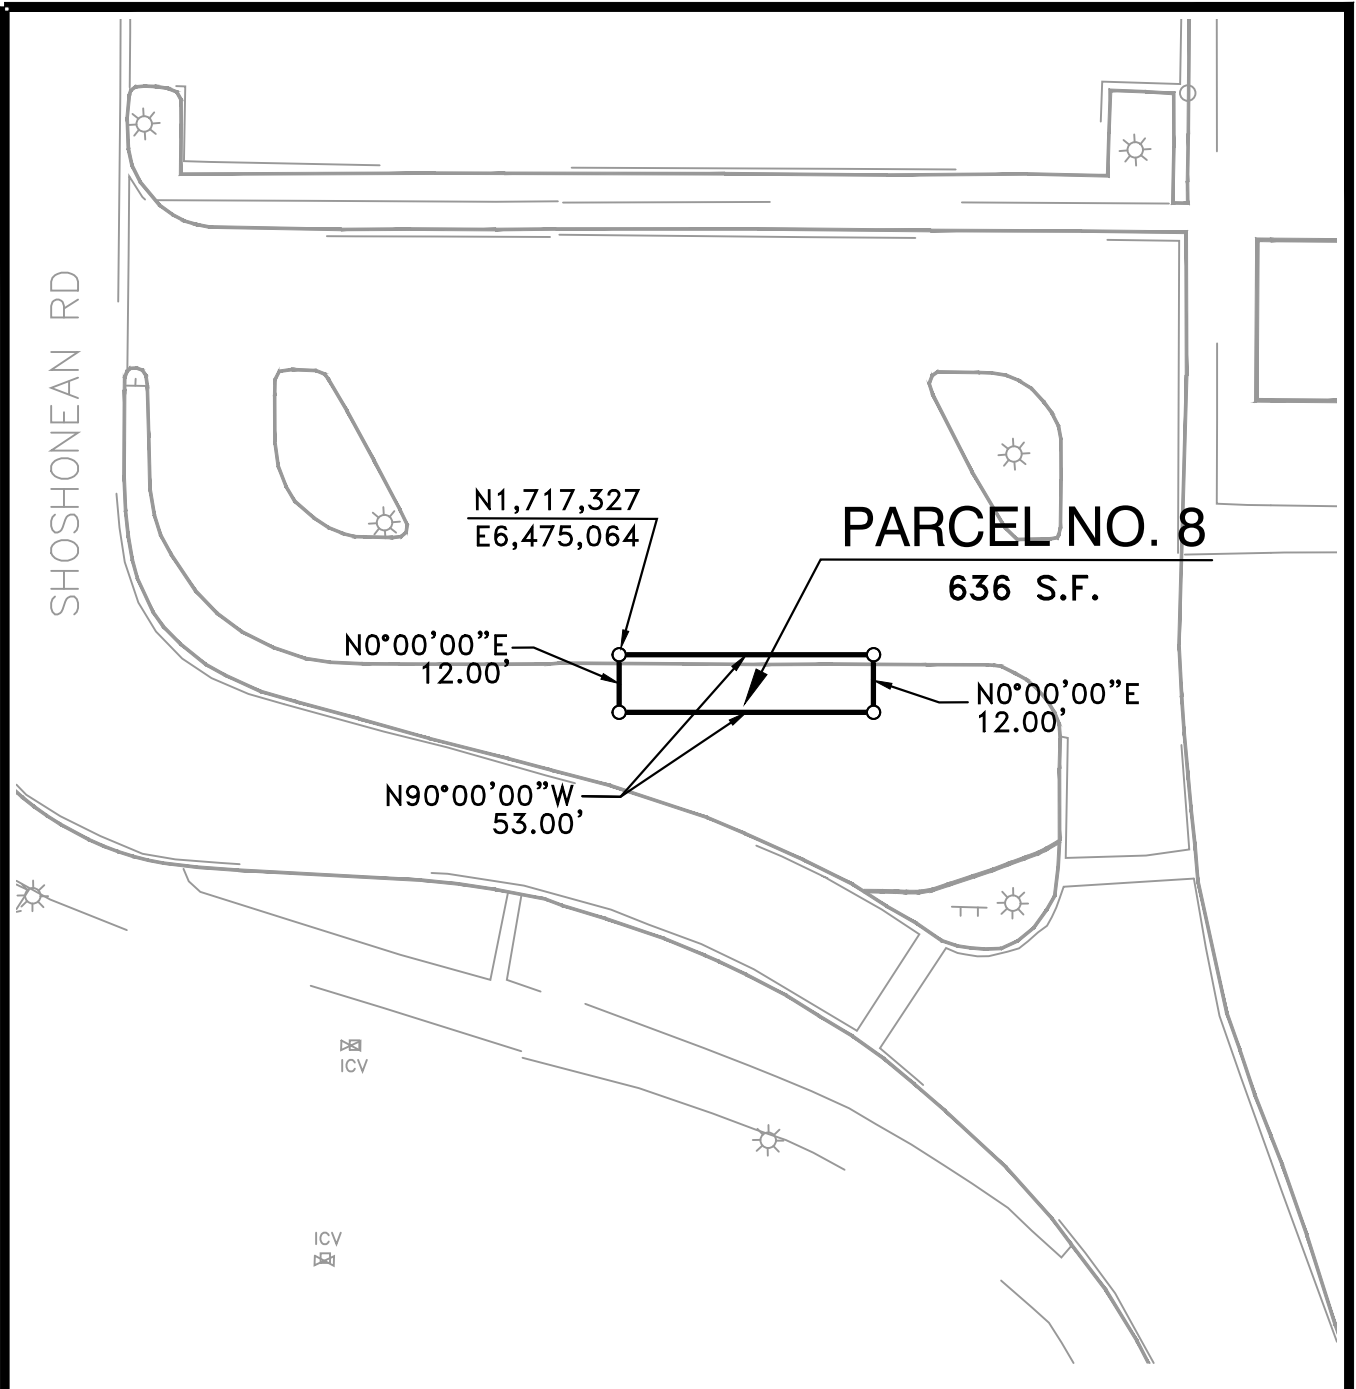 SHOSHONEAN RD
N1,717,327
E6,475,064
PARCEL NO. 8
636 S.F.
N0°00'00"E
12.00'
N0°00'00"E
12.00'
N90°00'00"W
53.00'
ICV
ICV